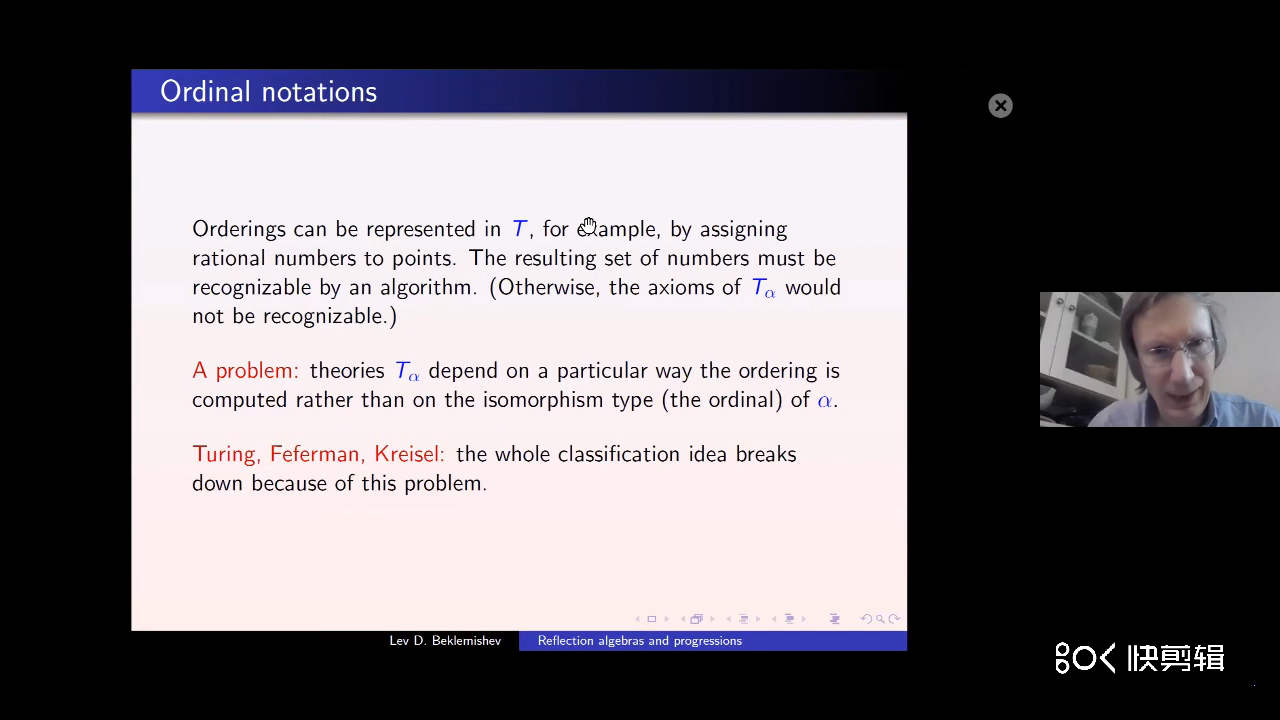 Ordinal notations
Orderings can be represented in T, for example, by assigning
rational numbers to points. The resulting set of numbers must be
recognizable by an algorithm. (Otherwise, the axioms of Tα would
not be recognizable.)
A problem: theories Tα depend on a particular way the ordering is
computed rather than on the isomorphism type (the ordinal) of α.
Turing, Feferman, Kreisel: the whole classification idea breaks
down because of this problem.
Lev D. Beklemishev
Reflection algebras and progressions
快剪辑